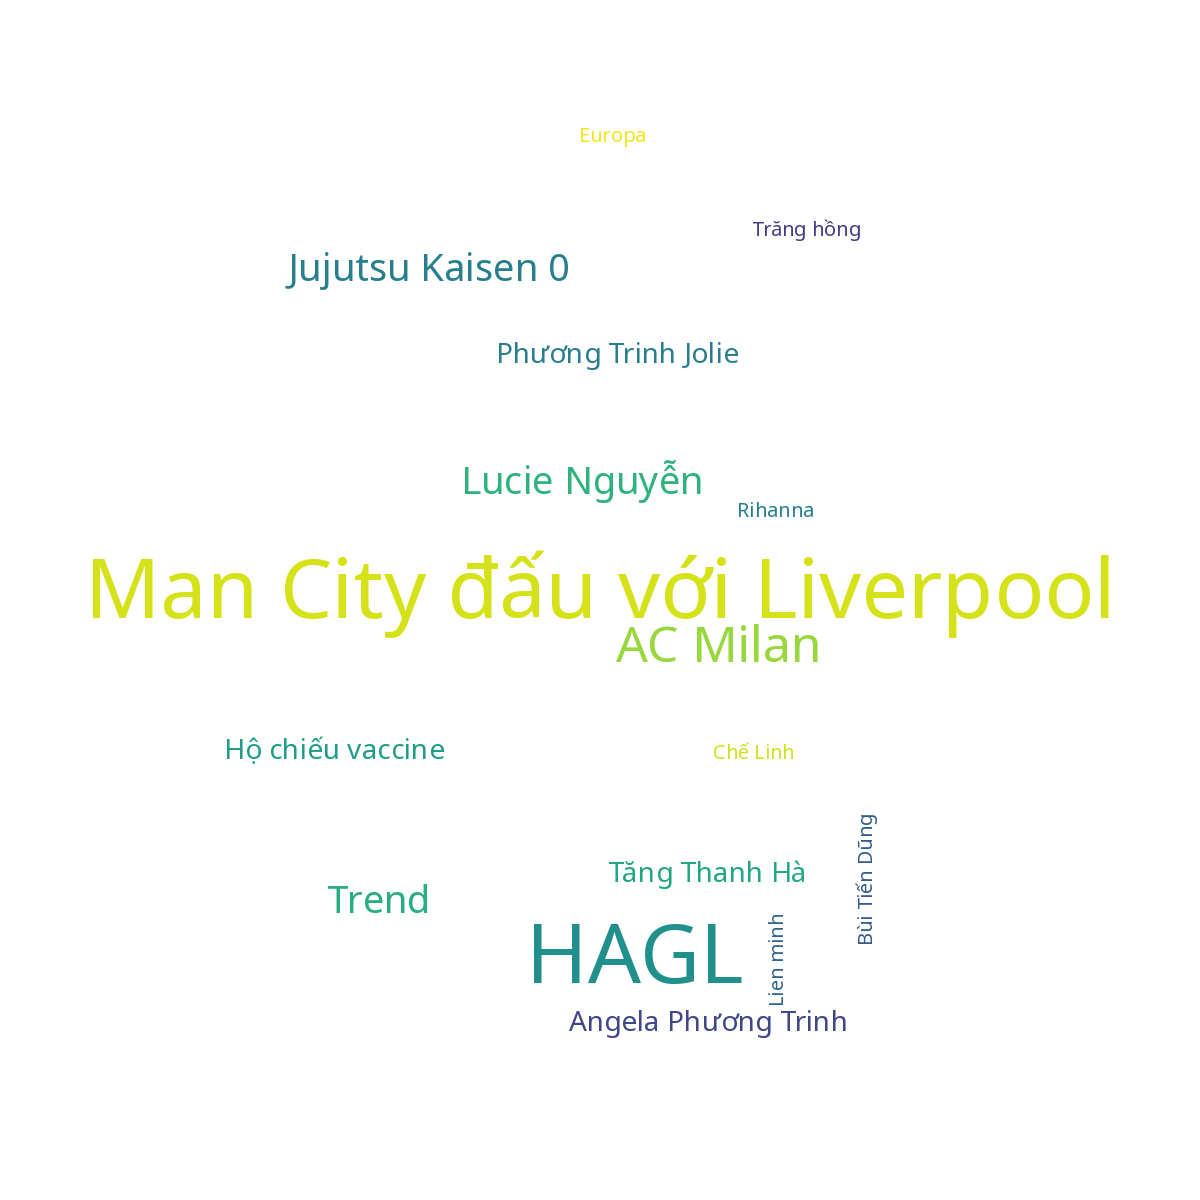 Europa
Trăng hồng
Jujutsu Kaisen 0
Phương Trinh Jolie
Lucie Nguyễn
Rihanna
Man City đấu với Liverpool
AC Milan
Hộ chiếu vaccine
Chế Linh
Bùi Tiến Dũng
Tăng Thanh Hà
Trend
HAGL
Lien minh
Angela Phương Trinh